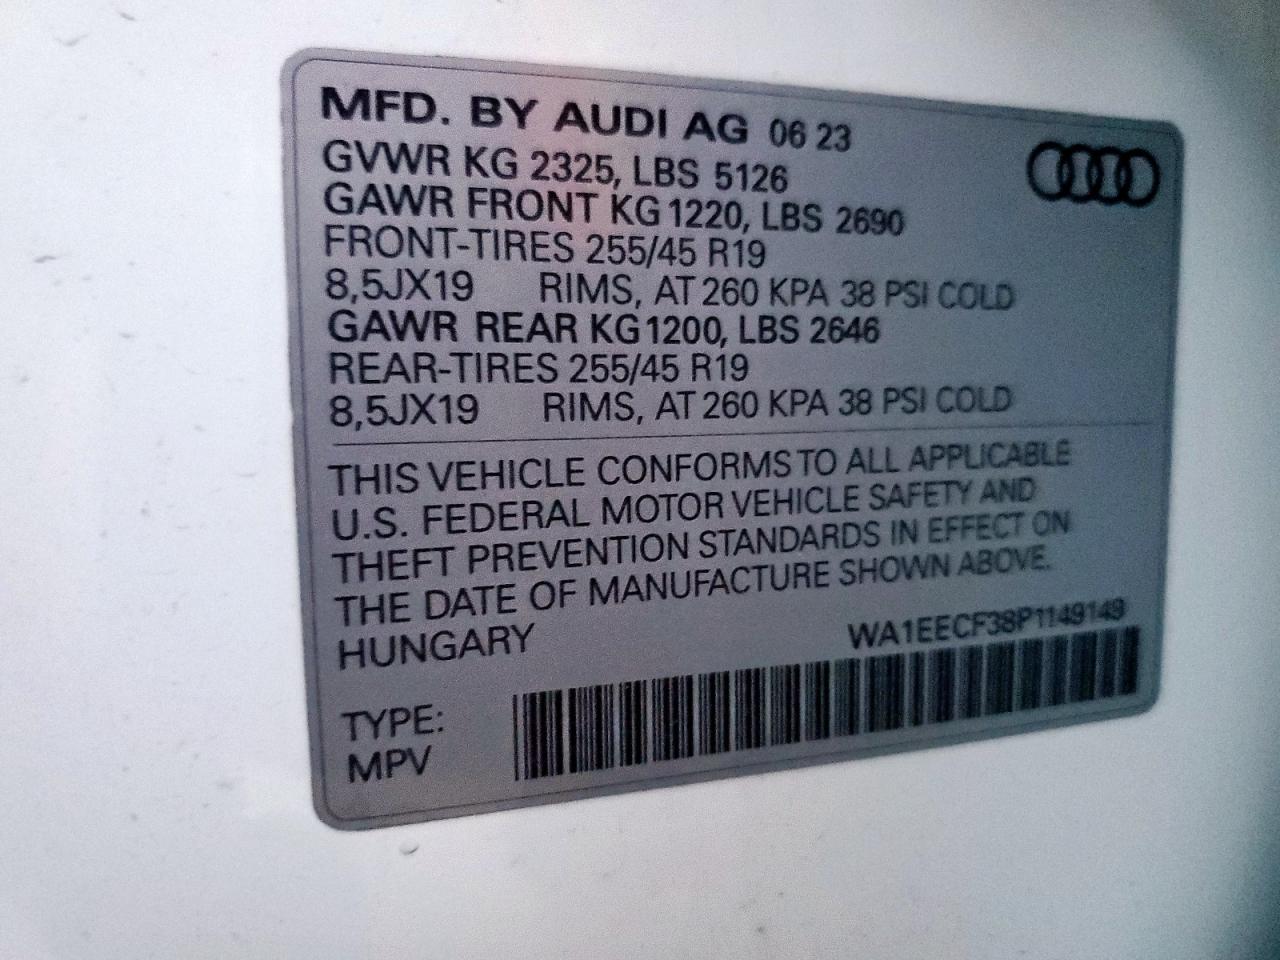 MFD. BY AUDI AG 06 23
GVWR KG 2325, LBS 5126
GAWR FRONT KG 1220, LBS 2690
FRONT-TIRES 255/45 R19
8,5JX19 RIMS, AT 260 KPA 38 PSI COLD
GAWR REAR KG 1200, LBS 2646
REAR-TIRES 255/45 R19
8,5JX19 RIMS, AT 260 KPA 38 PSI COLD
THIS VEHICLE CONFORMS TO ALL APPLICABLE
U.S. FEDERAL MOTOR VEHICLE SAFETY AND
THEFT PREVENTION STANDARDS IN EFFECT ON
THE DATE OF MANUFACTURE SHOWN ABOVE.
HUNGARY
WA1EECF38P1149149
TYPE:
MPV